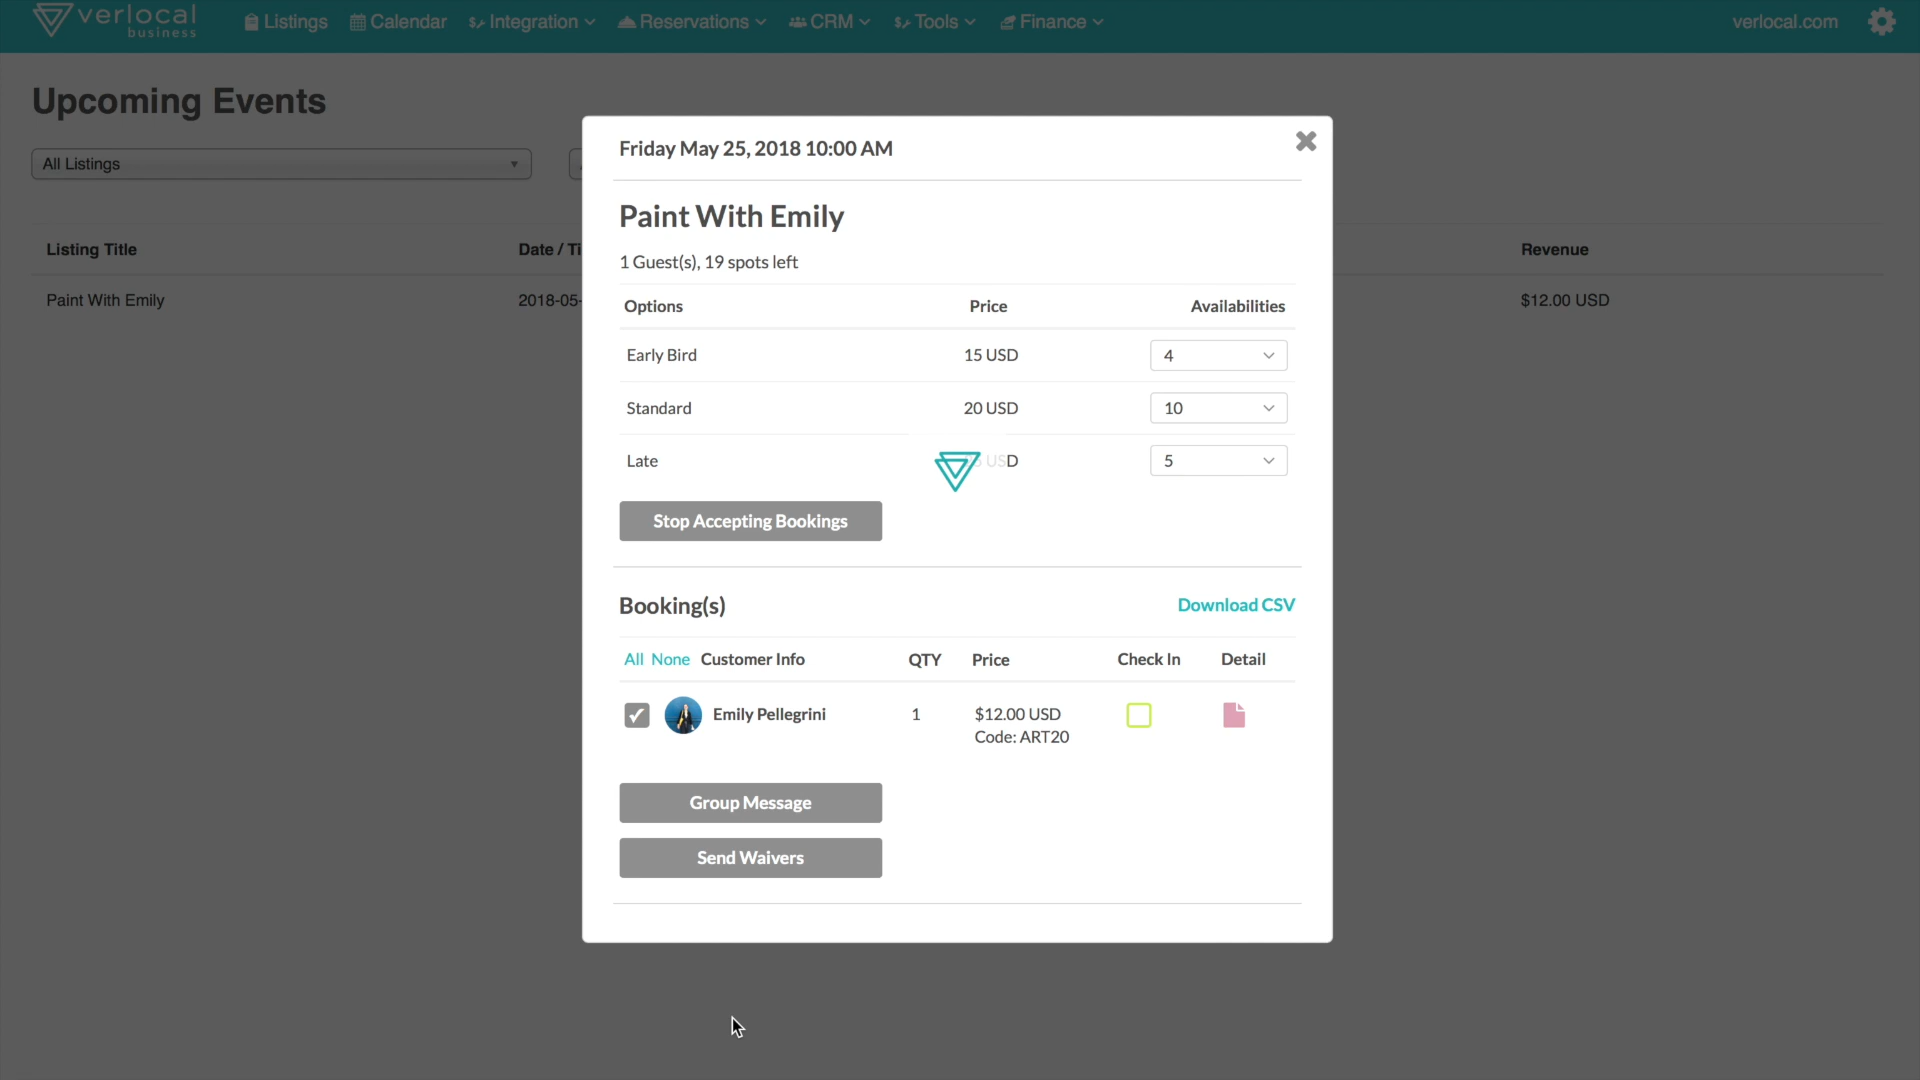 verlocal
business
Listings Calendar Integration Reservations CRM Tools Finance verlocal.com
Upcoming Events
All Listings
Listing Title Date / Ti Revenue
Paint With Emily 2018-05- $12.00 USD
Friday May 25, 2018 10:00 AM
Paint With Emily
1 Guest(s), 19 spots left
Options Price Availabilities
Early Bird 15 USD 4
Standard 20 USD 10
Late USD 5
Stop Accepting Bookings
Booking(s) Download CSV
All None Customer Info QTY Price Check In Detail
Emily Pellegrini 1 $12.00 USD
Code: ART20
Group Message
Send Waivers